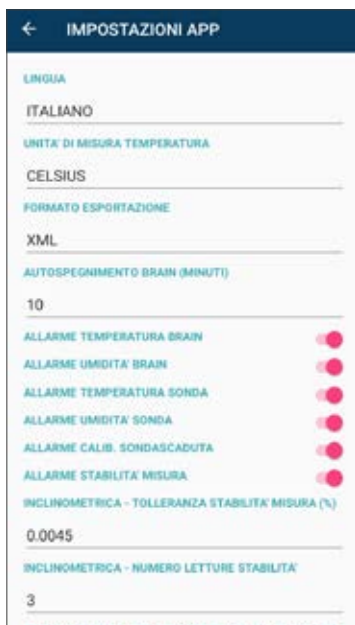 IMPOSTAZIONI APP
LINGUA
ITALIANO
UNITA' DI MISURA TEMPERATURA
CELSIUS
FORMATO ESPORTAZIONE
XML
AUTOSPEGNIMENTO BRAIN (MINUTI)
10
ALLARME TEMPERATURA BRAIN
ALLARME UMIDITA' BRAIN
ALLARME TEMPERATURA SONDA
ALLARME UMIDITA' SONDA
ALLARME CALIB. SONDASCADUTA
ALLARME STABILITA' MISURA
INCLINOMETRICA - TOLLERANZA STABILITA' MISURA (%)
0.0045
INCLINOMETRICA - NUMERO LETTURE STABILITA'
3